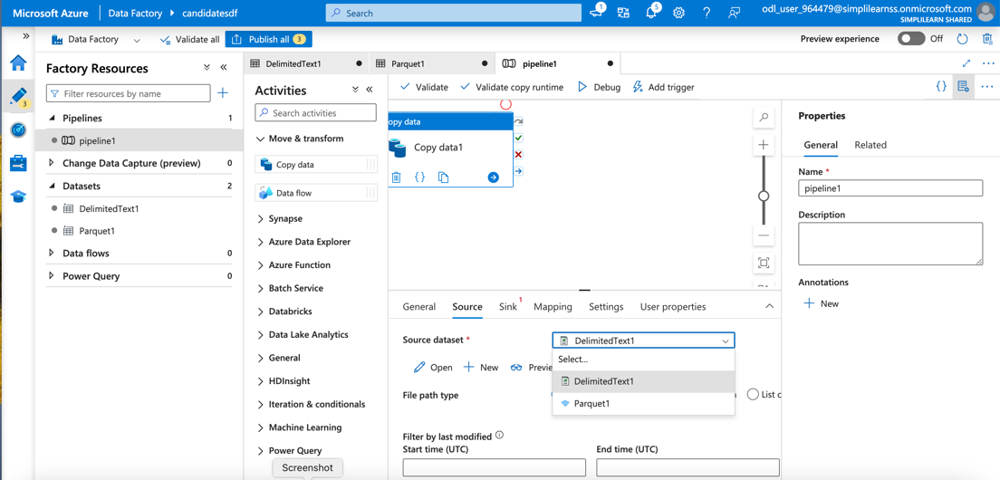 Microsoft Azure
Data Factory
candidatesdf
Search
1
5
odl_user_964479@simplilearnss.onmicrosoft.com
SIMPLILEARN SHARED
Data Factory
Validate all
Publish all 3
Preview experience
Off
3
Factory Resources
Filter resources by name
Pipelines 1
pipeline1
Change Data Capture (preview) 0
Datasets 2
DelimitedText1
Parquet1
Data flows 0
Power Query 0
DelimitedText1
Parquet1
pipeline1
Activities
Search activities
Move & transform
Copy data
Data flow
Synapse
Azure Data Explorer
Azure Function
Batch Service
Databricks
Data Lake Analytics
General
HDInsight
Iteration & conditionals
Machine Learning
Power Query
Screenshot
Validate
Validate copy runtime
Debug
Add trigger
opy data
Copy data1
General
Source
Sink 1
Mapping
Settings
User properties
Source dataset *
DelimitedText1
Select...
DelimitedText1
Parquet1
Open
New
Previe
File path type
List c
Filter by last modified
Start time (UTC)
End time (UTC)
Properties
General
Related
Name *
pipeline1
Description
Annotations
New